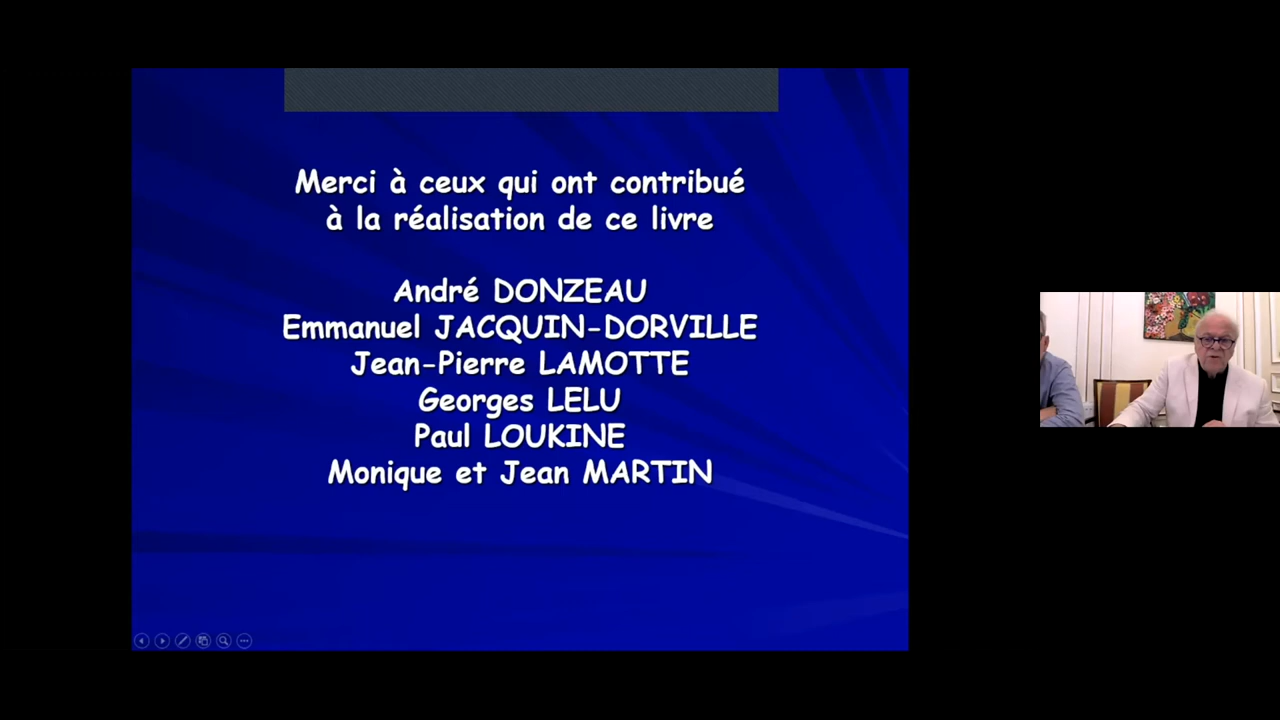 Merci à ceux qui ont contribué
à la réalisation de ce livre
André DONZEAU
Emmanuel JACQUIN-DORVILLE
Jean-Pierre LAMOTTE
Georges LELU
Paul LOUKINE
Monique et Jean MARTIN